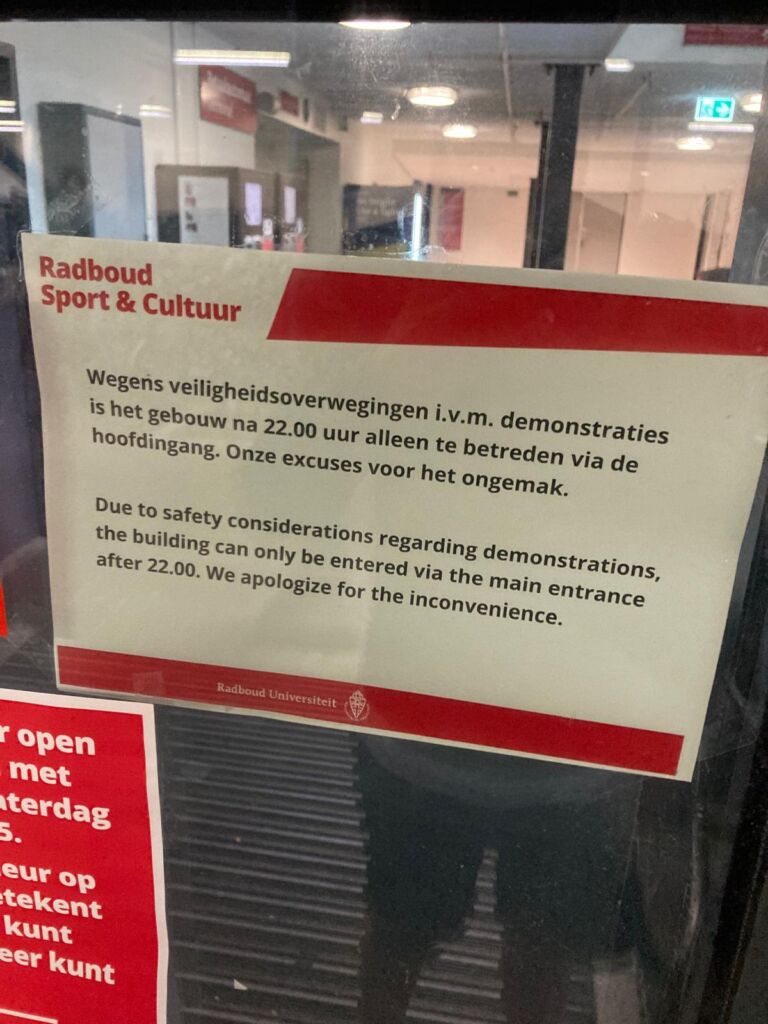 Radboud
Sport & Cultuur
Wegens veiligheidsoverwegingen i.v.m. demonstraties
is het gebouw na 22.00 uur alleen te betreden via de
hoofdingang. Onze excuses voor het ongemak.
Due to safety considerations regarding demonstrations,
the building can only be entered via the main entrance
after 22.00. We apologize for the inconvenience.
Radboud Universiteit
r open
met
aterdag
5.
eur op
etekent
kunt
eer kunt